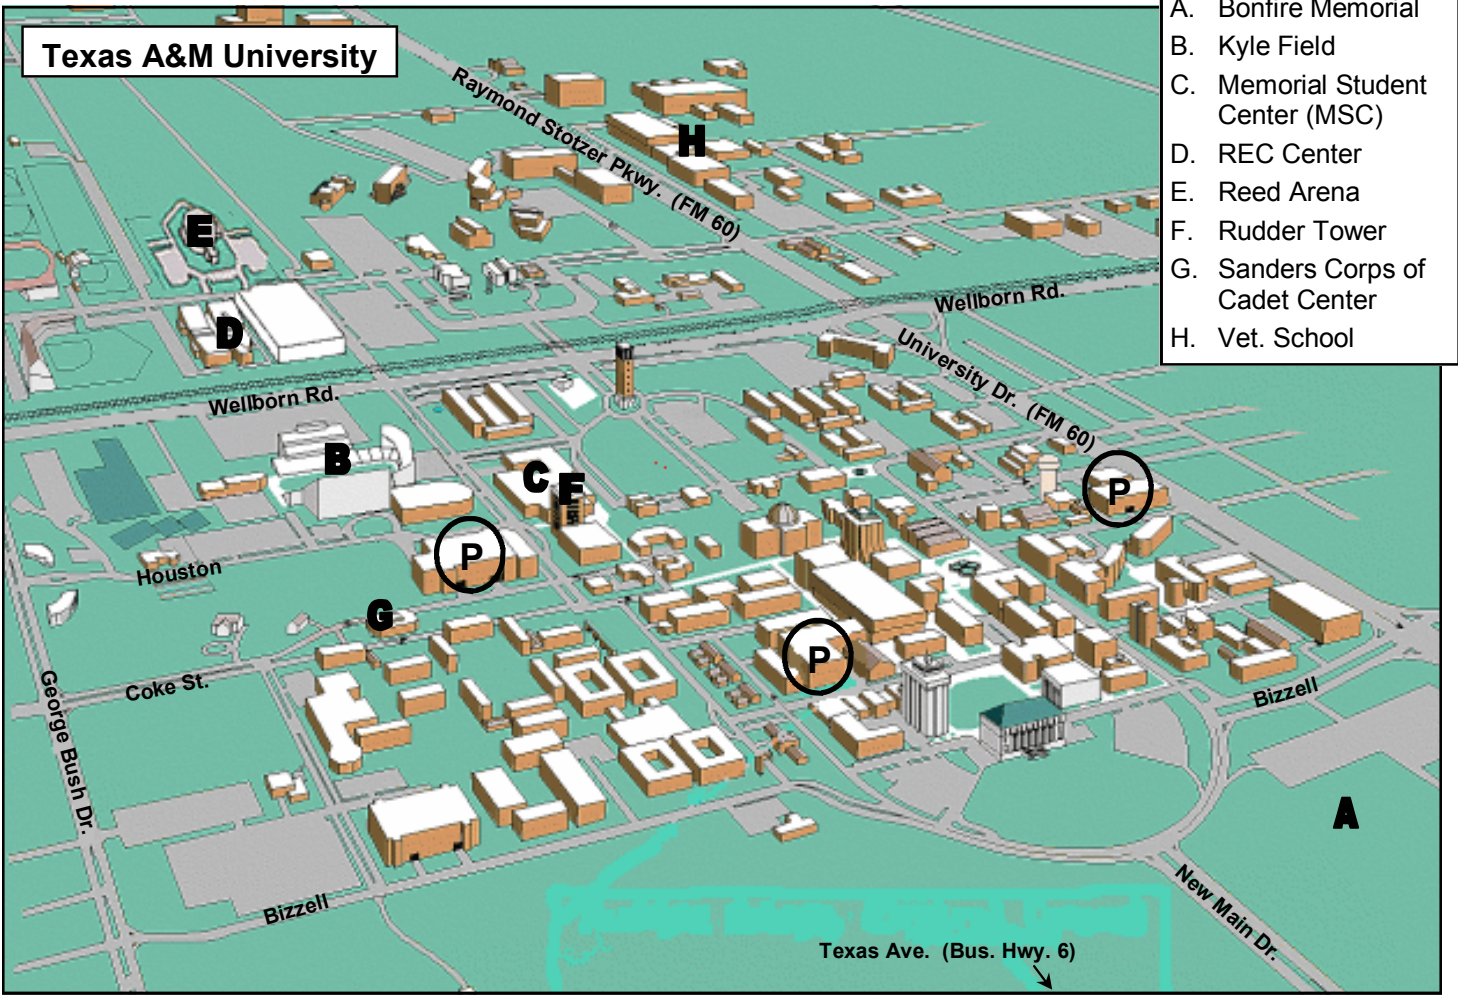 Texas A&M University
A. Bonfire Memorial
B. Kyle Field
C. Memorial Student
Center (MSC)
D. REC Center
E. Reed Arena
F. Rudder Tower
G. Sanders Corps of
Cadet Center
H. Vet. School
Raymond Stotzer Pkwy. (FM 60)
H
E
Wellborn Rd.
D
University Dr. (FM 60)
Wellborn Rd.
B
C
F
P
P
Houston
G
P
Coke St.
George Bush Dr.
Bizzell
A
New Main Dr.
Bizzell
Texas Ave. (Bus. Hwy. 6)